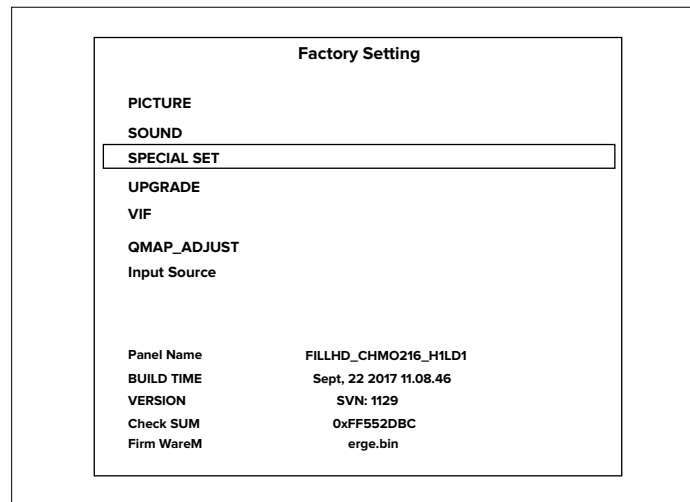 Factory Setting
PICTURE
SOUND
SPECIAL SET
UPGRADE
VIF
QMAP_ADJUST
Input Source
Panel Name FILLHD_CHMO216_H1LD1
BUILD TIME Sept, 22 2017 11.08.46
VERSION SVN: 1129
Check SUM 0xFF552DBC
Firm WareM erge.bin